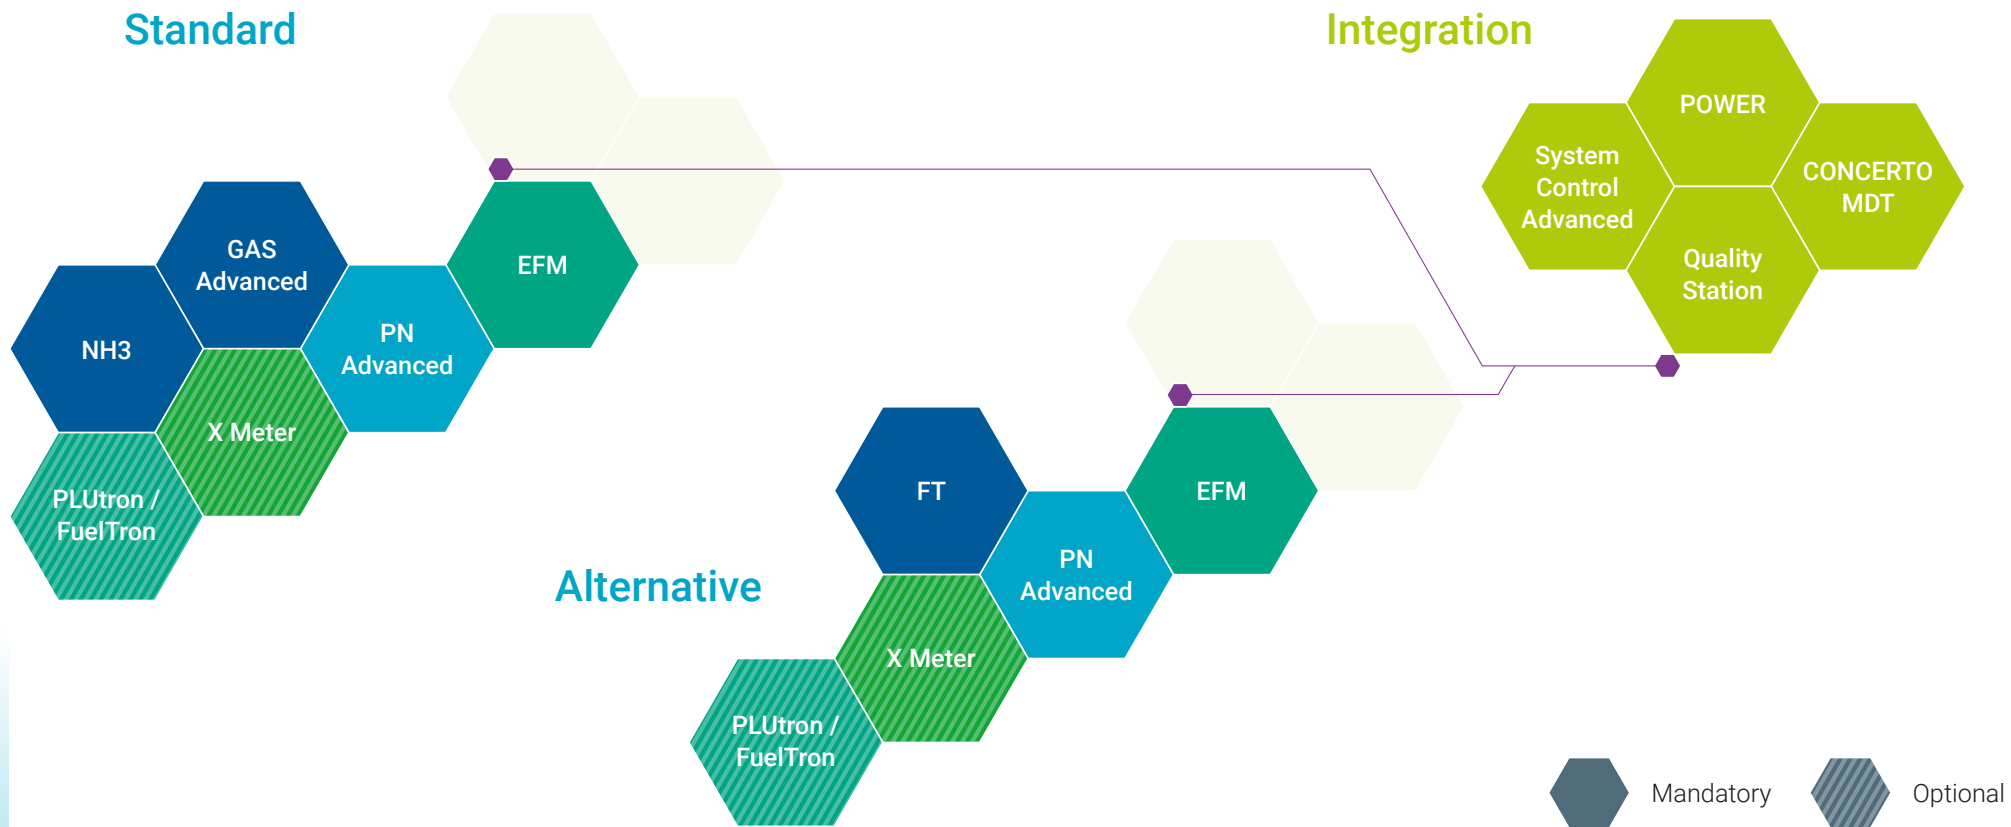 Standard
Integration
POWER
System
Control
Advanced
CONCERTO
MDT
Quality
Station
GAS
Advanced
EFM
NH3
PN
Advanced
X Meter
PLUtron /
FuelTron
Alternative
FT
EFM
PN
Advanced
X Meter
PLUtron /
FuelTron
Mandatory
Optional